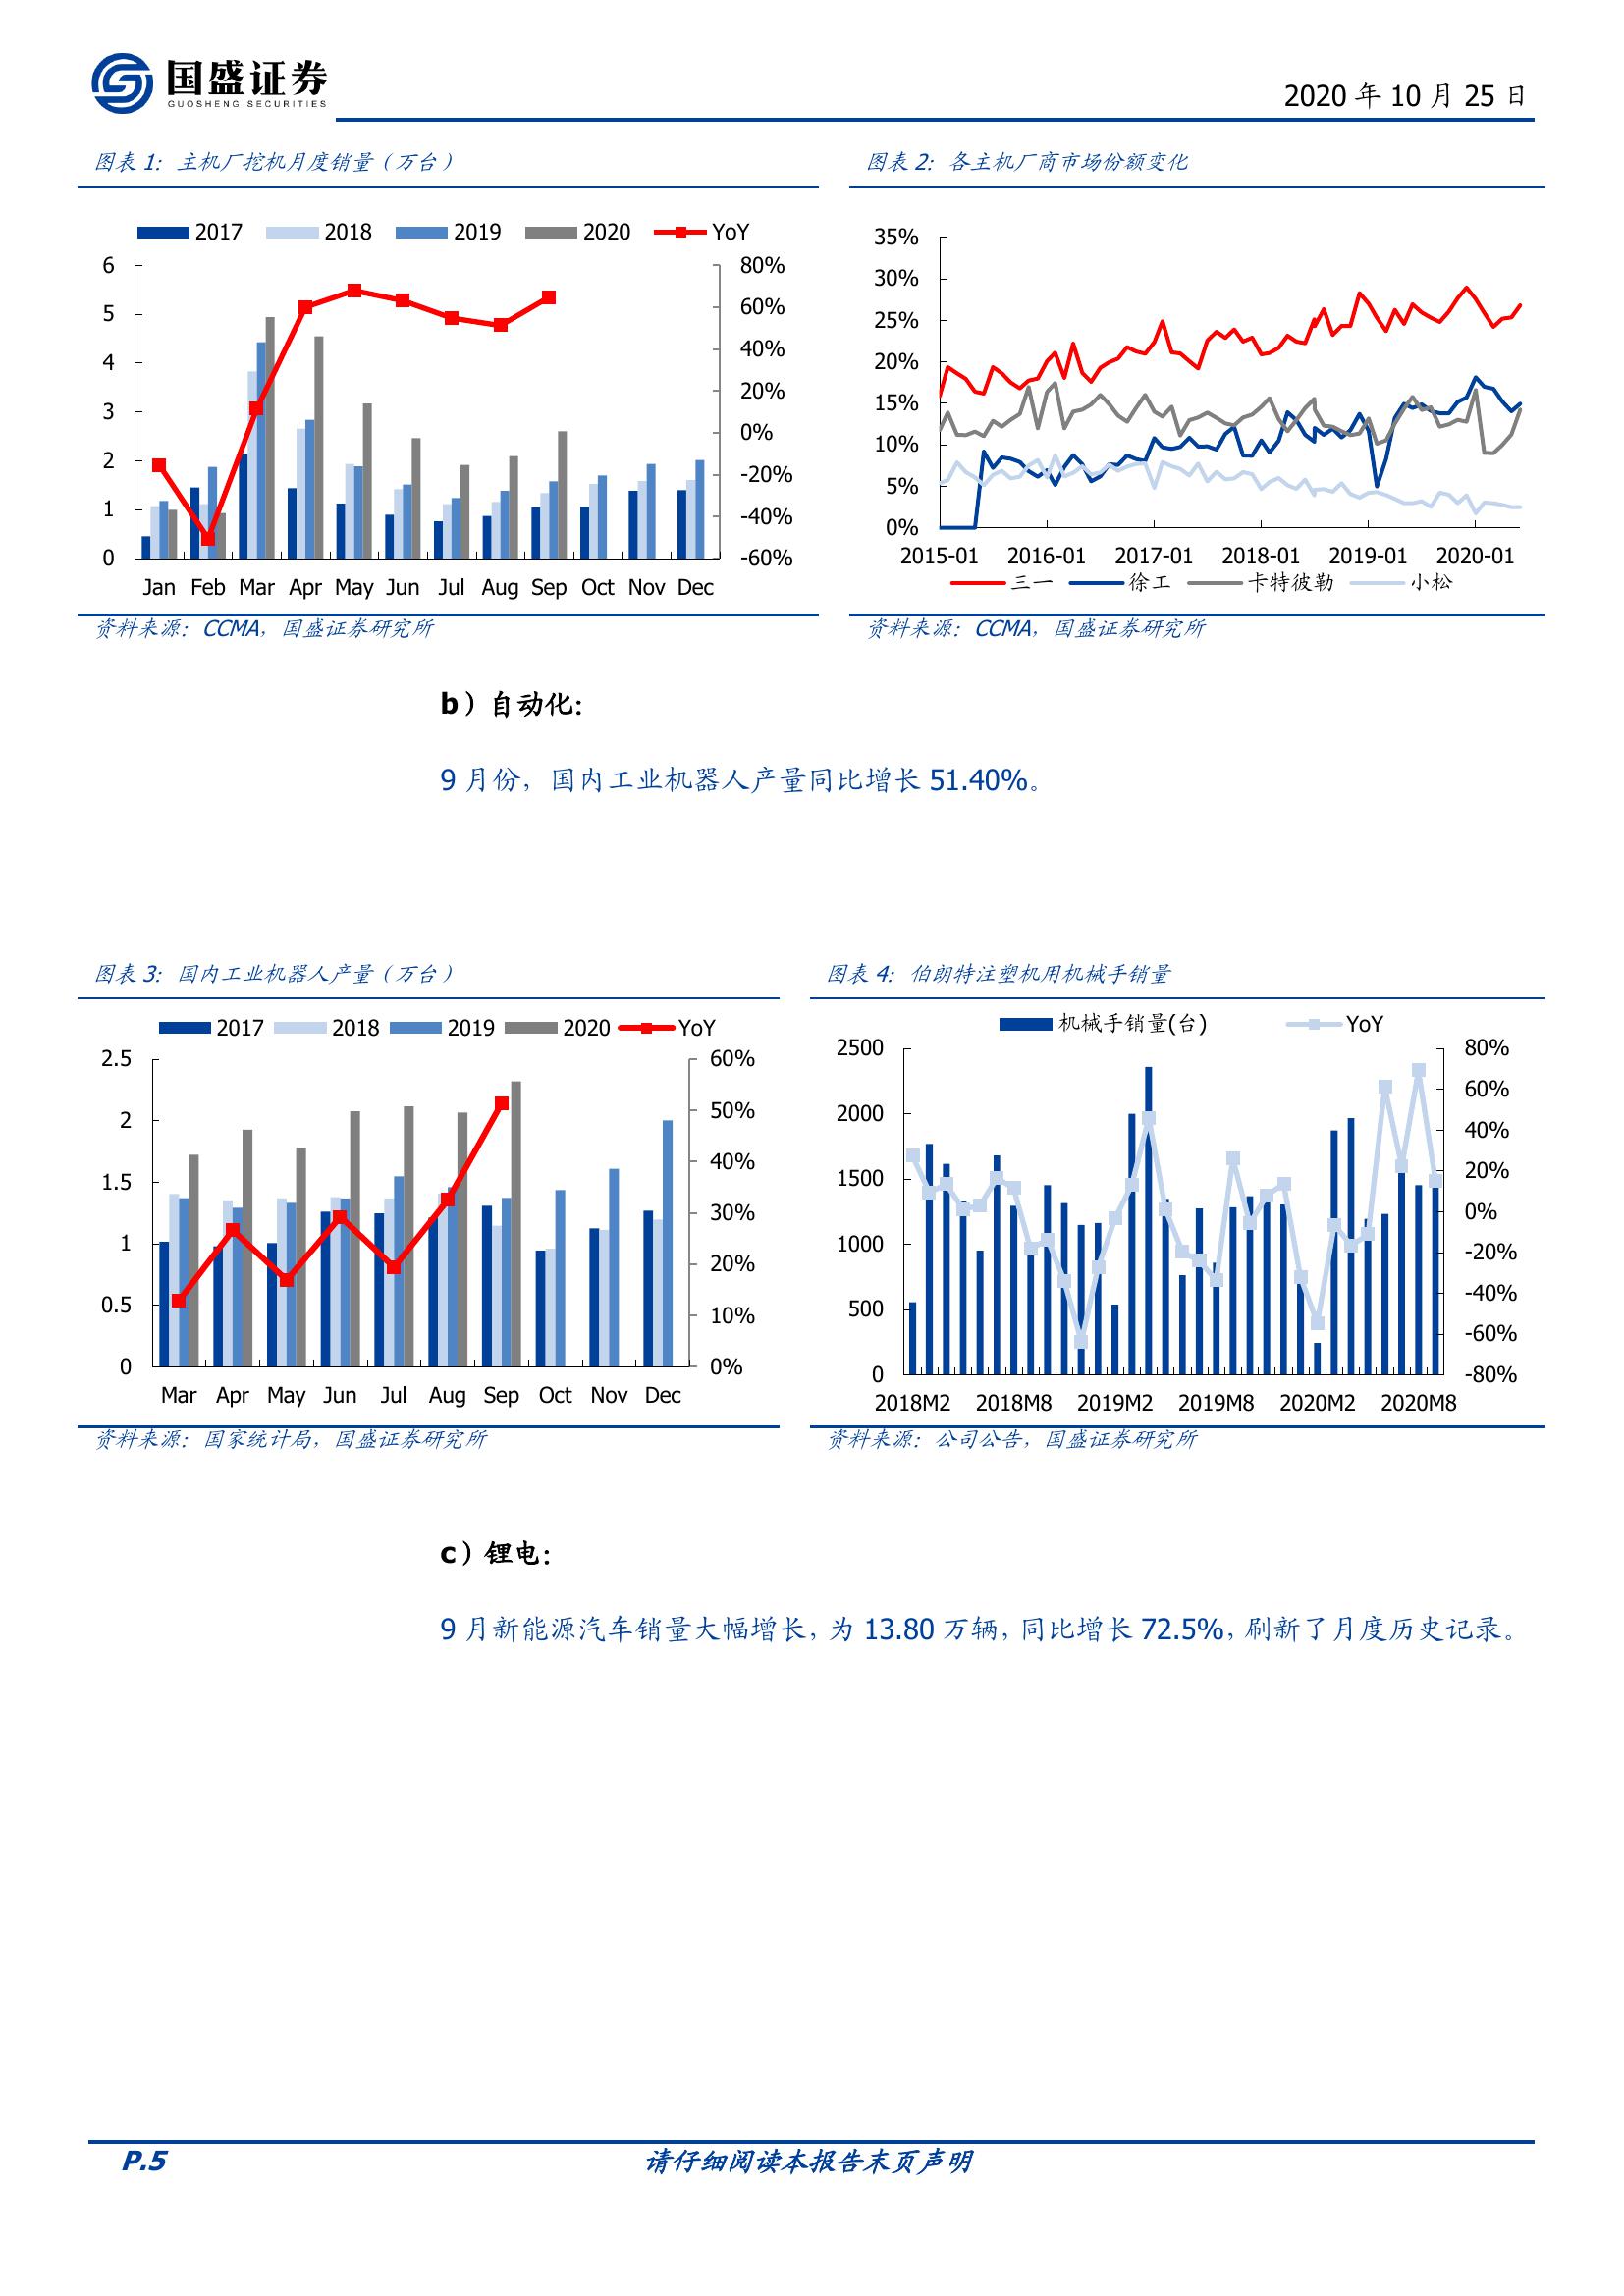 国盛证券
GUOSHENG SECURITIES
2020 年 10 月 25 日
图表 1：主机厂挖机月度销量（万台）
2017 2018 2019 2020 YoY
6
5
4
3
2
1
0
80%
60%
40%
20%
0%
-20%
-40%
-60%
Jan Feb Mar Apr May Jun Jul Aug Sep Oct Nov Dec
资料来源：CCMA，国盛证券研究所
图表 2：各主机厂商市场份额变化
35%
30%
25%
20%
15%
10%
5%
0%
2015-01 2016-01 2017-01 2018-01 2019-01 2020-01
三一 徐工 卡特彼勒 小松
资料来源：CCMA，国盛证券研究所
b）自动化：
9 月份，国内工业机器人产量同比增长 51.40%。
图表 3：国内工业机器人产量（万台）
2017 2018 2019 2020 YoY
2.5
2
1.5
1
0.5
0
60%
50%
40%
30%
20%
10%
0%
Mar Apr May Jun Jul Aug Sep Oct Nov Dec
资料来源：国家统计局，国盛证券研究所
图表 4：伯朗特注塑机用机械手销量
机械手销量(台) YoY
2500
2000
1500
1000
500
0
80%
60%
40%
20%
0%
-20%
-40%
-60%
-80%
2018M2 2018M8 2019M2 2019M8 2020M2 2020M8
资料来源：公司公告，国盛证券研究所
c）锂电：
9 月新能源汽车销量大幅增长，为 13.80 万辆，同比增长 72.5%，刷新了月度历史记录。
P.5
请仔细阅读本报告末页声明